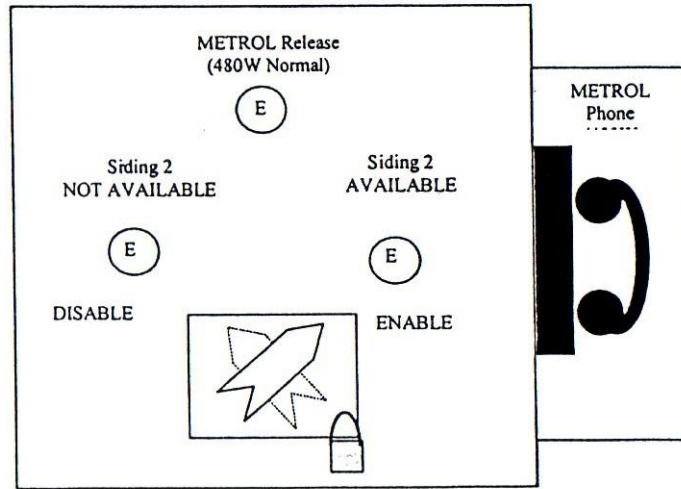 METROL Release
(480W Normal)
E
METROL
Phone
Siding 2
NOT AVAILABLE
Siding 2
AVAILABLE
E
E
DISABLE
ENABLE